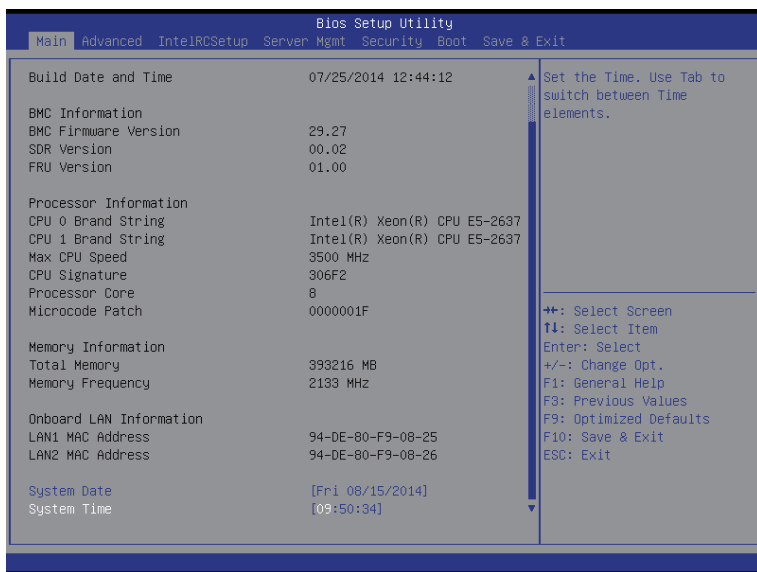 Bios Setup Utility
Main Advanced IntelRCSetup Server Mgmt Security Boot Save & Exit
Build Date and Time 07/25/2014 12:44:12
BMC Information
BMC Firmware Version 29.27
SDR Version 00.02
FRU Version 01.00
Processor Information
CPU 0 Brand String Intel(R) Xeon(R) CPU E5-2637
CPU 1 Brand String Intel(R) Xeon(R) CPU E5-2637
Max CPU Speed 3500 MHz
CPU Signature 306F2
Processor Core 8
Microcode Patch 0000001F
Memory Information
Total Memory 393216 MB
Memory Frequency 2133 MHz
Onboard LAN Information
LAN1 MAC Address 94-DE-80-F9-08-25
LAN2 MAC Address 94-DE-80-F9-08-26
System Date [Fri 08/15/2014]
System Time [09:50:34]
Set the Time. Use Tab to
switch between Time
elements.
→←: Select Screen
↑↓: Select Item
Enter: Select
+/-: Change Opt.
F1: General Help
F3: Previous Values
F9: Optimized Defaults
F10: Save & Exit
ESC: Exit